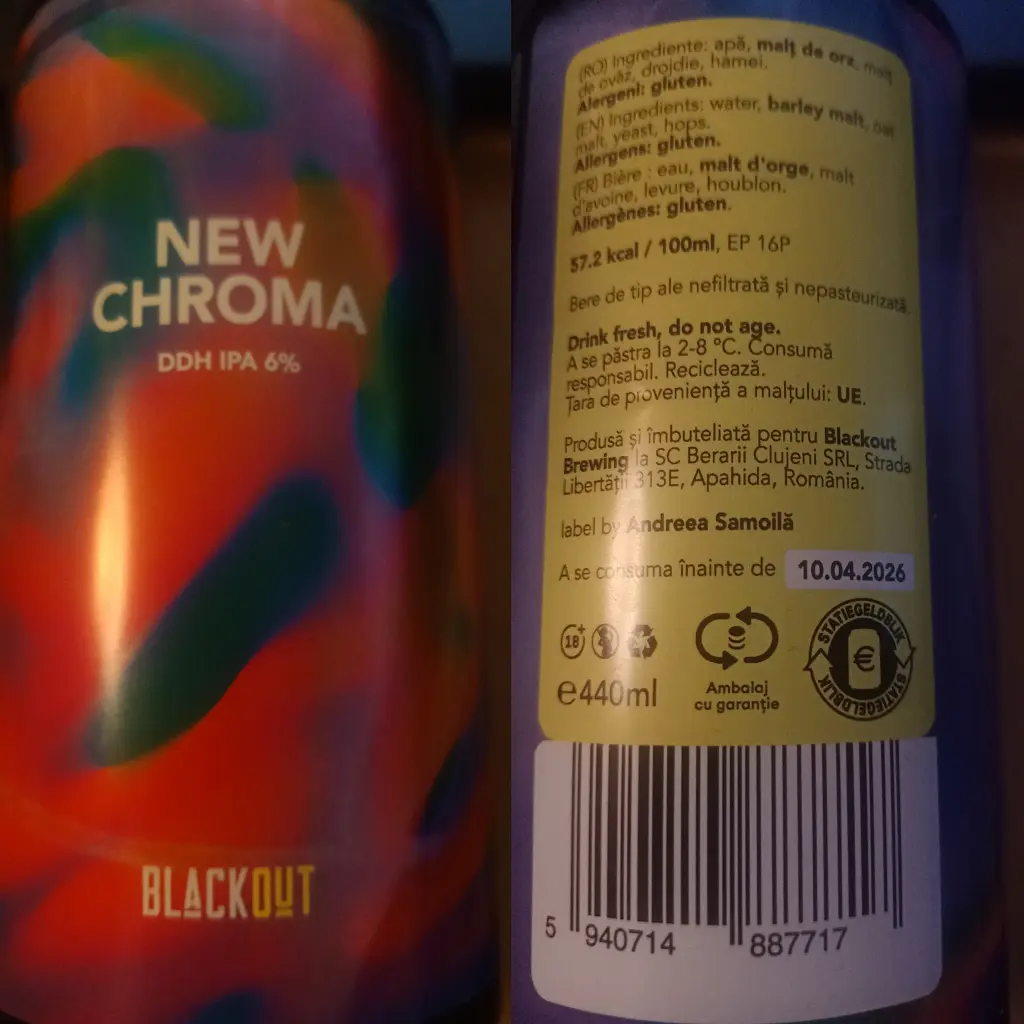 NEW
CHROMA
DDH IPA 6%
BLACKOUT
(RO) Ingrediente: apă, malț de orz, malț
de ovăz, drojdie, hamei.
Alergeni: gluten.
(EN) Ingredients: water, barley malt, oat
malt, yeast, hops.
Allergens: gluten.
(FR) Bière : eau, malt d'orge, malt
d'avoine, levure, houblon.
Allergènes: gluten.
57.2 kcal / 100ml, EP 16P
Bere de tip ale nefiltrată și nepasteurizată.
Drink fresh, do not age.
A se păstra la 2-8 °C. Consumă
responsabil. Reciclează.
Țara de proveniență a malțului: UE.
Produsă și îmbuteliată pentru Blackout
Brewing la SC Berarii Clujeni SRL, Strada
Libertății 313E, Apahida, România.
label by Andreea Samoilă
A se consuma înainte de 10.04.2026
18+
℮440ml
Ambalaj
cu garanție
STATIEGELDBLIK
€
STATIEGELDBLIK
5 940714 887717